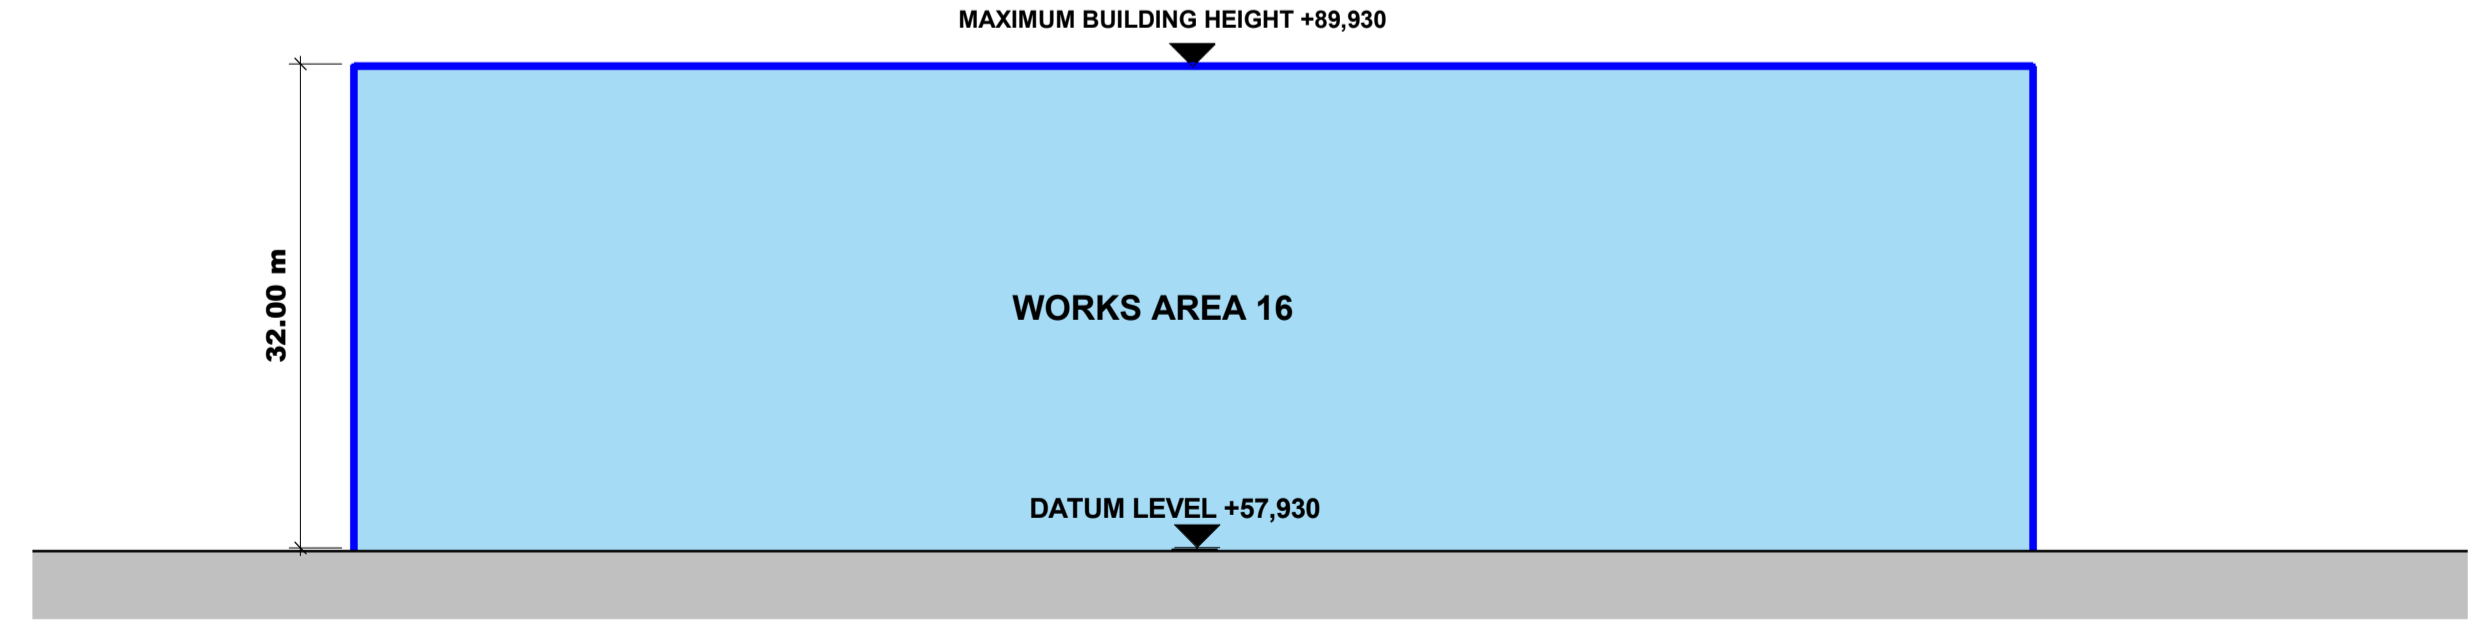 MAXIMUM BUILDING HEIGHT +89,930
32.00 m
WORKS AREA 16
DATUM LEVEL +57,930